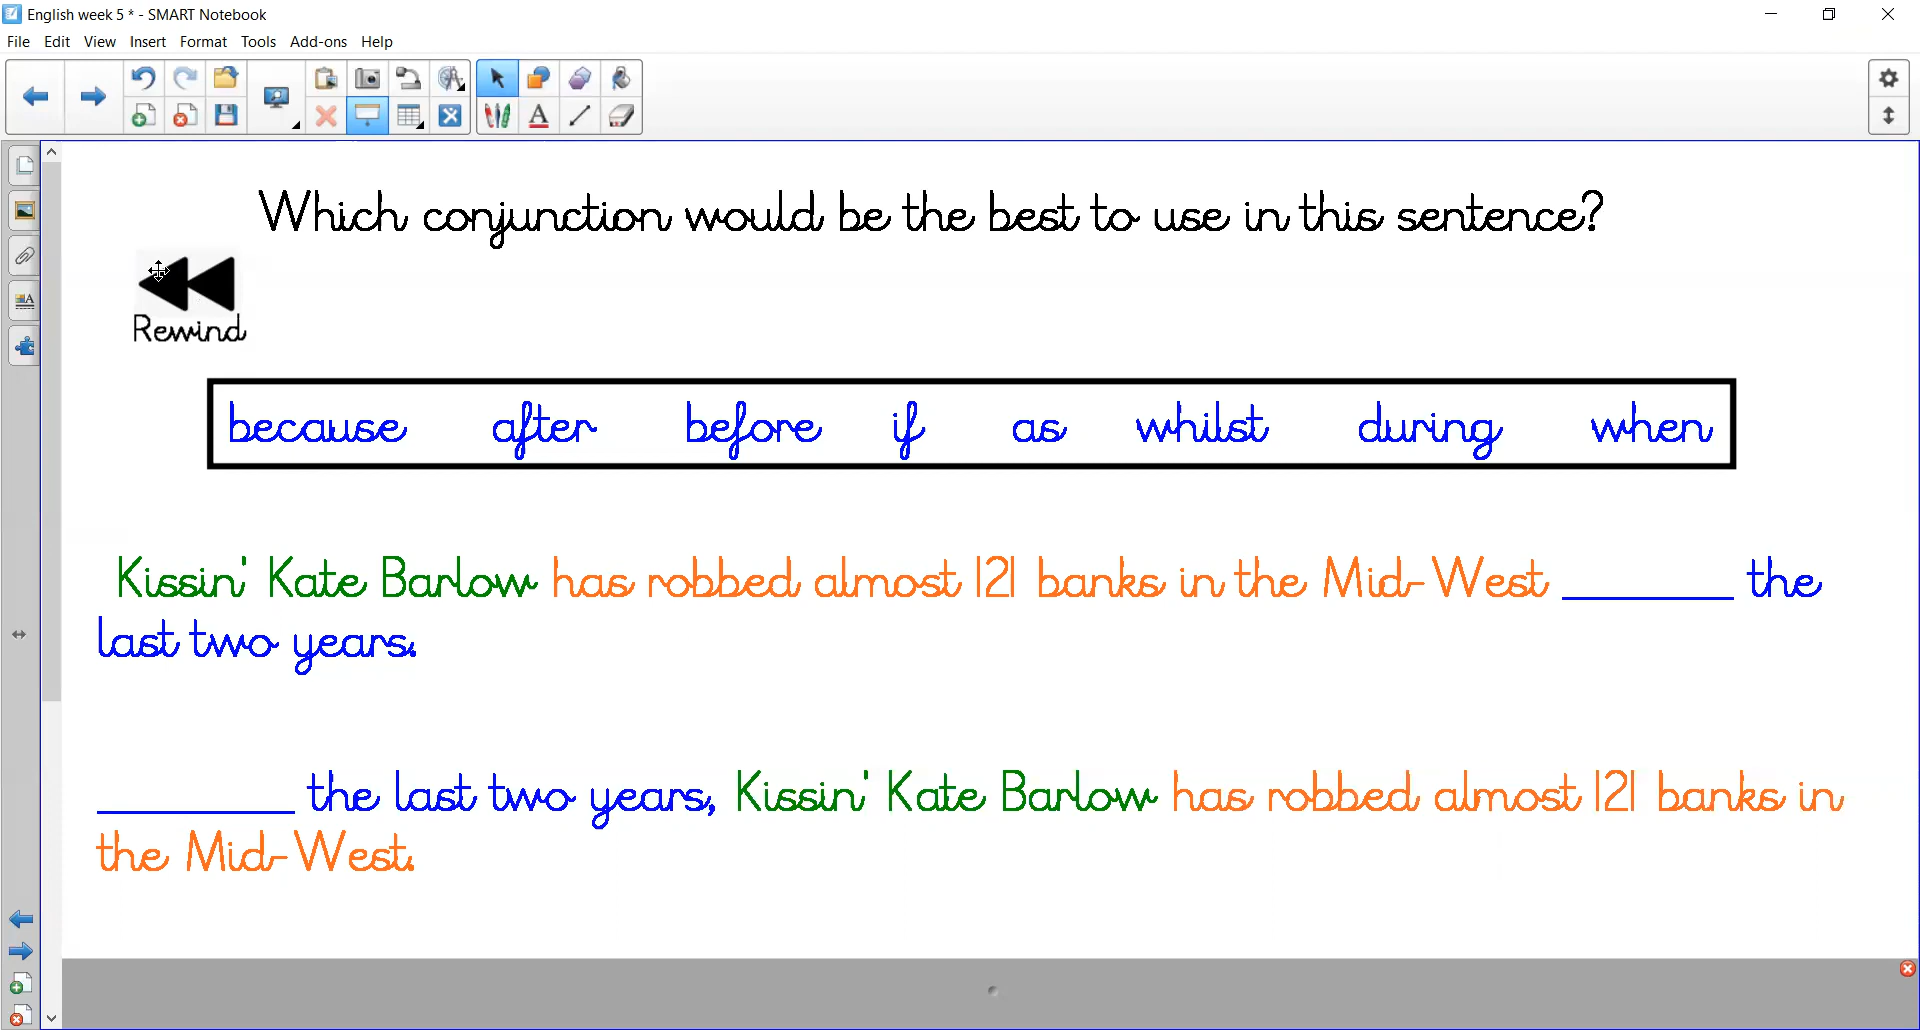 English week 5 * - SMART Notebook
File Edit View Insert Format Tools Add-ons Help
Which conjunction would be the best to use in this sentence?
Rewind
because after before if as whilst during when
Kissin' Kate Barlow has robbed almost 121 banks in the Mid-West ________ the
last two years.
________ the last two years, Kissin' Kate Barlow has robbed almost 121 banks in
the Mid-West.